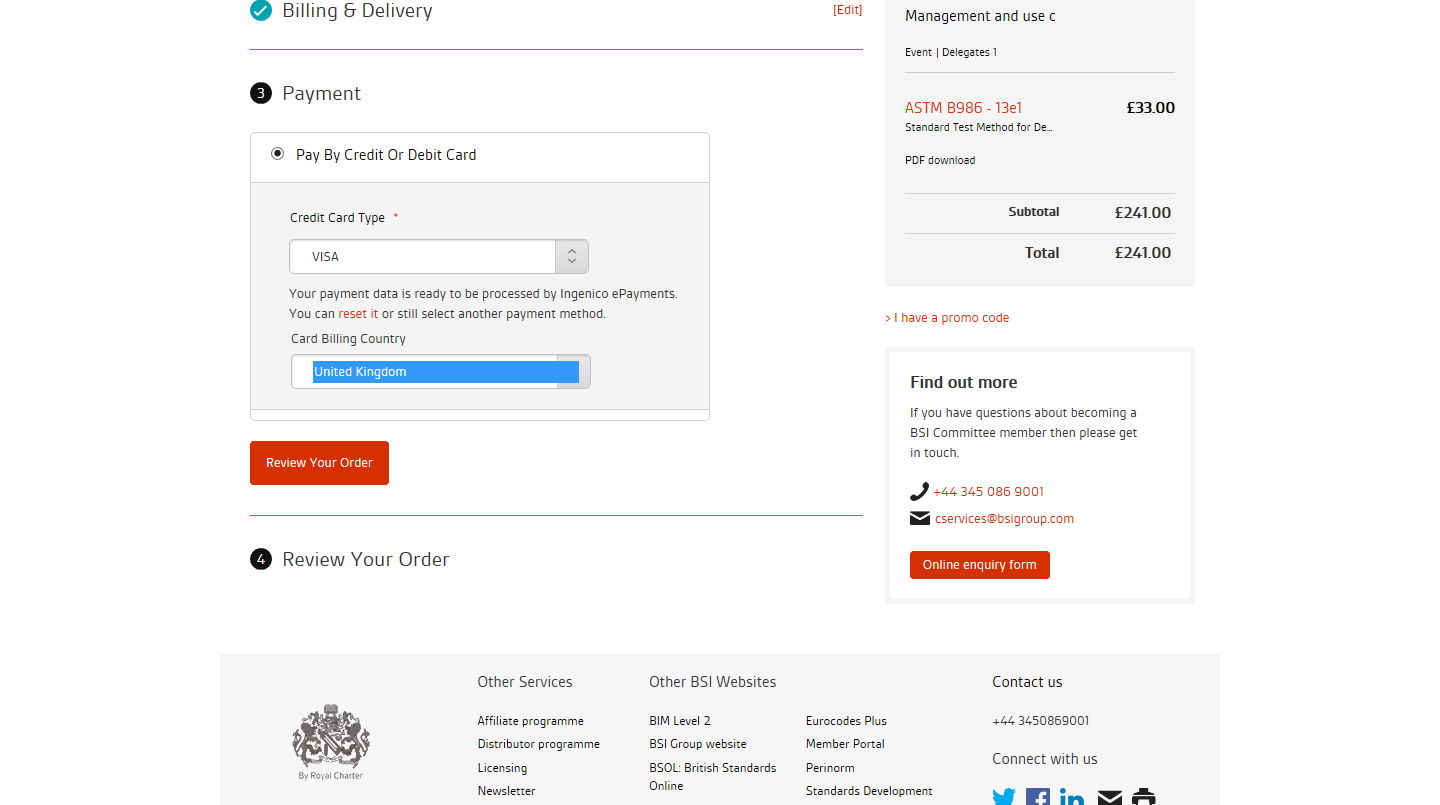 Billing & Delivery
[Edit]
3 Payment
Pay By Credit Or Debit Card
Credit Card Type *
VISA
Your payment data is ready to be processed by Ingenico ePayments.
You can reset it or still select another payment method.
Card Billing Country
United Kingdom
Review Your Order
4 Review Your Order
Management and use c
Event | Delegates 1
ASTM B986 - 13e1 £33.00
Standard Test Method for De...
PDF download
Subtotal £241.00
Total £241.00
> I have a promo code
Find out more
If you have questions about becoming a
BSI Committee member then please get
in touch.
+44 345 086 9001
cservices@bsigroup.com
Online enquiry form
By Royal Charter
Other Services
Affiliate programme
Distributor programme
Licensing
Newsletter
Other BSI Websites
BIM Level 2
BSI Group website
BSOL: British Standards
Online
Eurocodes Plus
Member Portal
Perinorm
Standards Development
Contact us
+44 3450869001
Connect with us